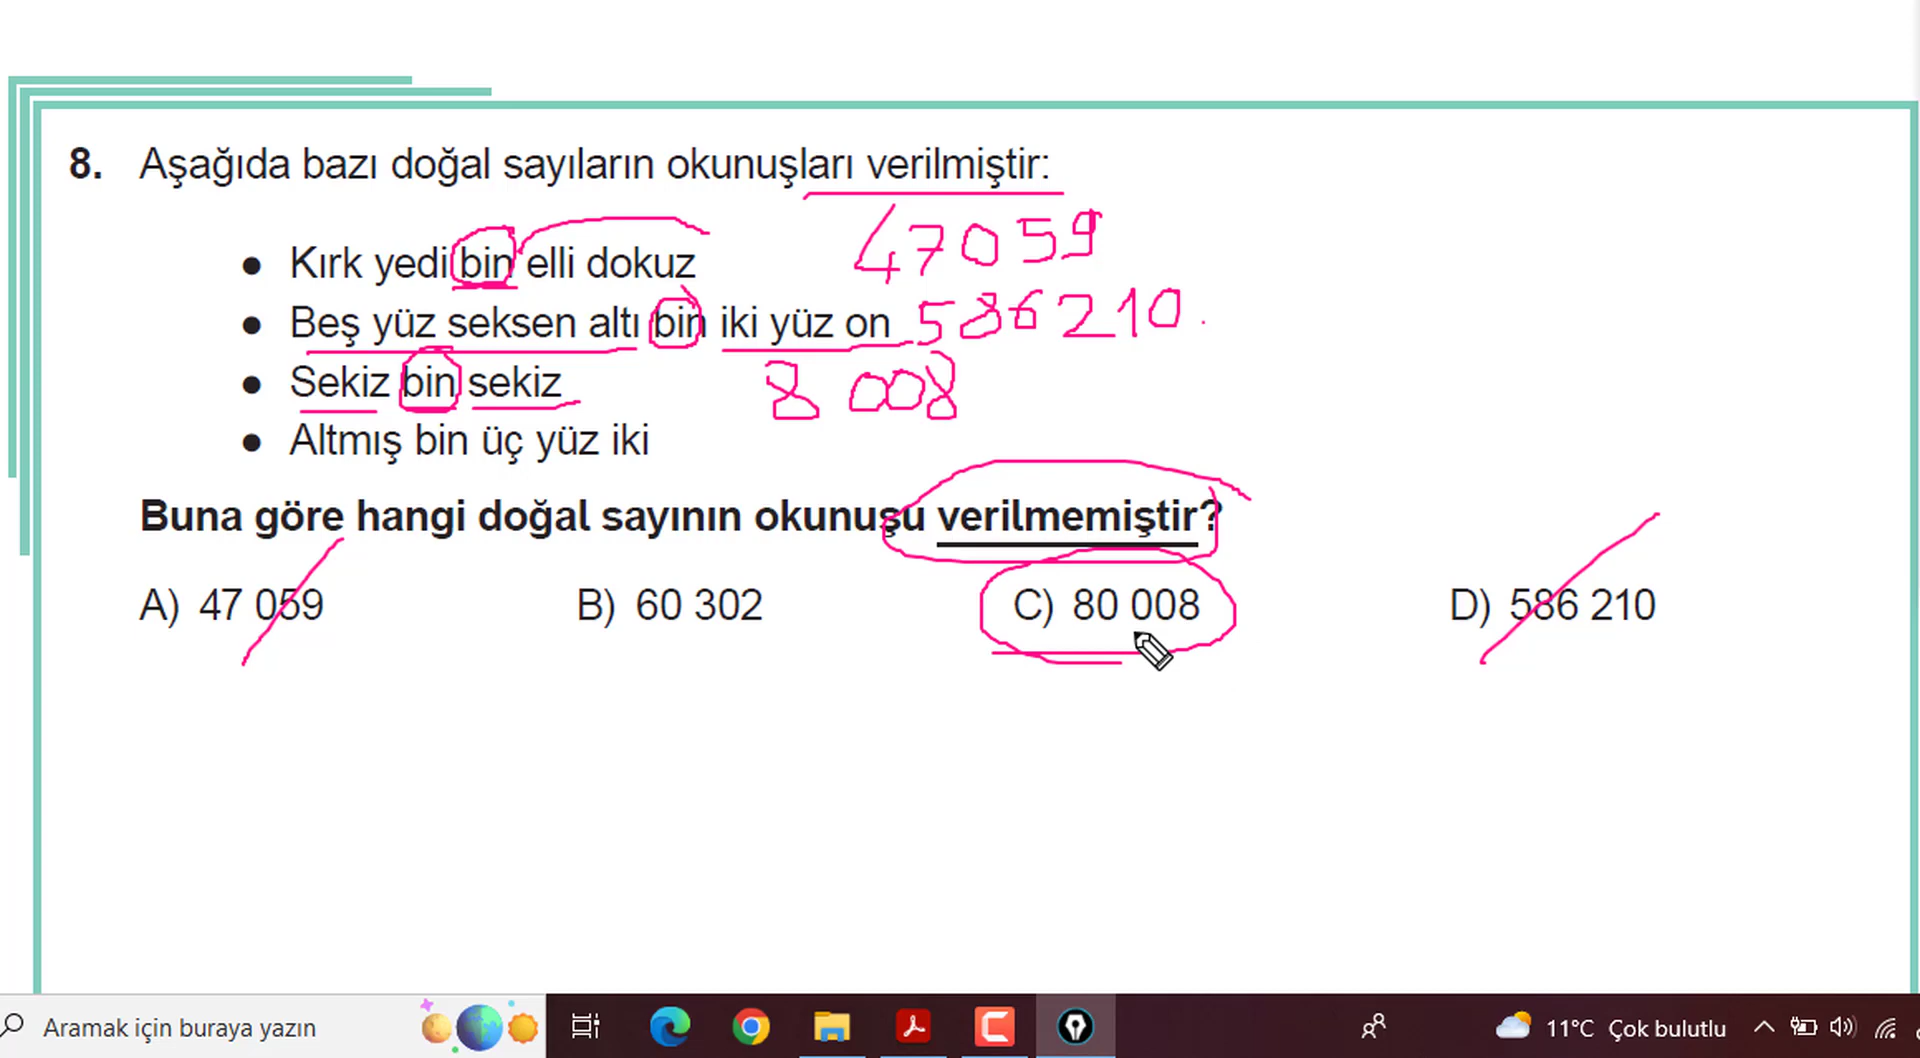 8. Aşağıda bazı doğal sayıların okunuşları verilmiştir:
● Kırk yedi bin elli dokuz 47059
● Beş yüz seksen altı bin iki yüz on 586210.
● Sekiz bin sekiz 8 008
● Altmış bin üç yüz iki
Buna göre hangi doğal sayının okunuşu verilmemiştir?
A) 47 059 B) 60 302 C) 80 008 D) 586 210
Aramak için buraya yazın 11°C Çok bulutlu